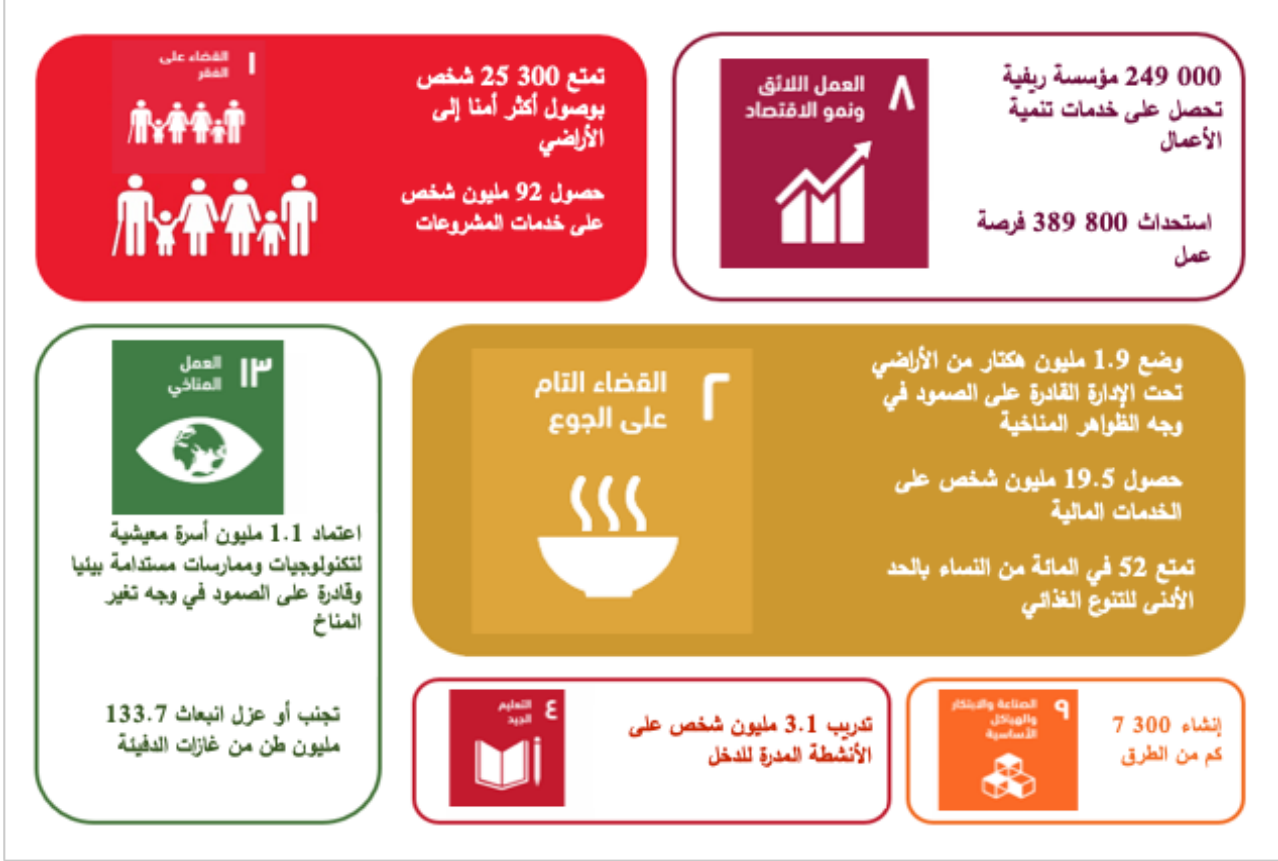 249 000 مؤسسة ريفية
تحصل على خدمات تنمية
الأعمال
استحداث 800 389 فرصة
عمل
٨
العمل اللائق
ونمو الاقتصاد
تمتع 300 25 شخص
بوصول أكثر أمنا إلى
الأراضي
حصول 92 مليون شخص
على خدمات المشروعات
١
القضاء على
الفقر
وضع 1.9 مليون هكتار من الأراضي
تحت الإدارة القادرة على الصمود في
وجه الظواهر المناخية
حصول 19.5 مليون شخص على
الخدمات المالية
تمتع 52 في المائة من النساء بالحد
الأدنى للتنوع الغذائي
٢
القضاء التام
على الجوع
١٣
العمل
المناخي
اعتماد 1.1 مليون أسرة معيشية
لتكنولوجيات وممارسات مستدامة بيئيا
وقادرة على الصمود في وجه تغير
المناخ
تجنب أو عزل انبعاث 133.7
مليون طن من غازات الدفيئة
إنشاء 300 7
كم من الطرق
٩
الصناعة والابتكار
والهياكل
الأساسية
تدريب 3.1 مليون شخص على
الأنشطة المدرة للدخل
٤
التعليم
الجيد